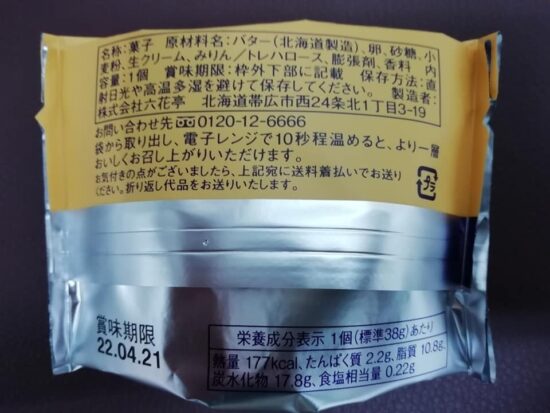 名称:菓子 原材料名:バター(北海道製造)、卵、砂糖、小
麦粉、生クリーム、みりん/トレハロース、膨張剤、香料 内
容量:1個 賞味期限:枠外下部に記載 保存方法:直
射日光や高温多湿を避けて保存してください。 製造者:
株式会社六花亭 北海道帯広市西24条北1丁目3-19
お問い合わせ先 0120-12-6666
袋から取り出し、電子レンジで10秒程温めると、より一層
おいしくお召し上がりいただけます。
お気付きの点がございましたら、上記宛に送料着払いでお送り
ください。折り返し代品をお送りいたします。
プラ
賞味期限
22.04.21
栄養成分表示 1個(標準38g)あたり
熱量 177kcal、たんぱく質 2.2g、脂質 10.8g、
炭水化物 17.8g、食塩相当量 0.22g